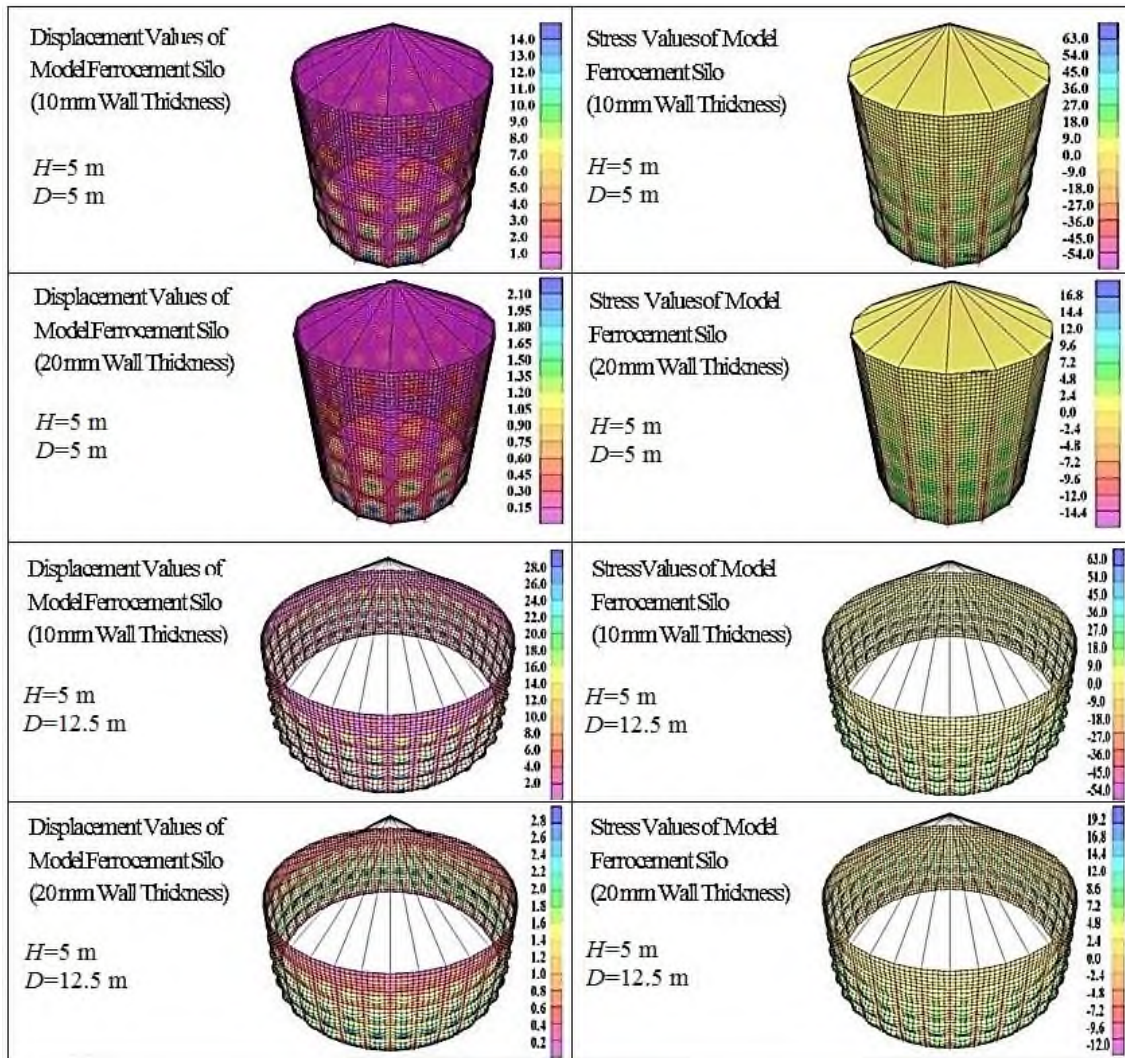 Displacement Values of
Model Ferrocement Silo
(10 mm Wall Thickness)
H=5 m
D=5 m
14.0
13.0
12.0
11.0
10.0
9.0
8.0
7.0
6.0
5.0
4.0
3.0
2.0
1.0
Stress Values of Model
Ferrocement Silo
(10 mm Wall Thickness)
H=5 m
D=5 m
63.0
54.0
45.0
36.0
27.0
18.0
9.0
0.0
-9.0
-18.0
-27.0
-36.0
-45.0
-54.0
Displacement Values of
Model Ferrocement Silo
(20 mm Wall Thickness)
H=5 m
D=5 m
2.10
1.95
1.80
1.65
1.50
1.35
1.20
1.05
0.90
0.75
0.60
0.45
0.30
0.15
Stress Values of Model
Ferrocement Silo
(20 mm Wall Thickness)
H=5 m
D=5 m
16.8
14.4
12.0
9.6
7.2
4.8
2.4
0.0
-2.4
-4.8
-7.2
-9.6
-12.0
-14.4
Displacement Values of
Model Ferrocement Silo
(10 mm Wall Thickness)
H=5 m
D=12.5 m
28.0
26.0
24.0
22.0
20.0
18.0
16.0
14.0
12.0
10.0
8.0
6.0
4.0
2.0
Stress Values of Model
Ferrocement Silo
(10 mm Wall Thickness)
H=5 m
D=12.5 m
63.0
45.0
36.0
27.0
18.0
9.0
0.0
-9.0
-18.0
-27.0
-36.0
-45.0
-54.0
Displacement Values of
Model Ferrocement Silo
(20 mm Wall Thickness)
H=5 m
D=12.5 m
2.8
2.6
2.4
2.2
2.0
1.8
1.6
1.4
1.2
1.0
0.8
0.6
0.4
0.2
Stress Values of Model
Ferrocement Silo
(20 mm Wall Thickness)
H=5 m
D=12.5 m
19.2
16.8
14.4
12.0
7.2
4.8
2.4
0.0
-2.4
-4.8
-7.2
-9.6
-12.0